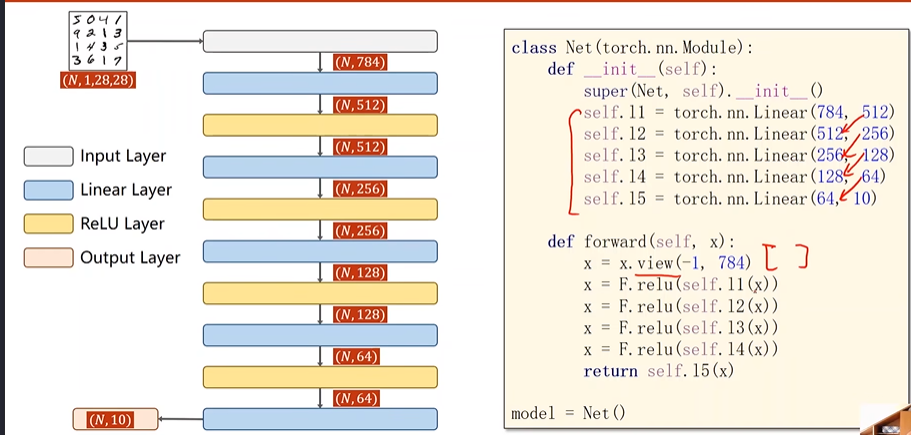 5 0 4 1
9 2 1 3
1 4 3 5
3 6 1 7
(N, 1,28,28)
(N, 784)
(N, 512)
(N, 512)
(N, 256)
(N, 256)
(N, 128)
(N, 128)
(N, 64)
(N, 64)
(N, 10)
Input Layer
Linear Layer
ReLU Layer
Output Layer
class Net(torch.nn.Module):
def __init__(self):
super(Net, self).__init__()
self.l1 = torch.nn.Linear(784, 512)
self.l2 = torch.nn.Linear(512, 256)
self.l3 = torch.nn.Linear(256, 128)
self.l4 = torch.nn.Linear(128, 64)
self.l5 = torch.nn.Linear(64, 10)
def forward(self, x):
x = x.view(-1, 784) [ ]
x = F.relu(self.l1(x))
x = F.relu(self.l2(x))
x = F.relu(self.l3(x))
x = F.relu(self.l4(x))
return self.l5(x)
model = Net()